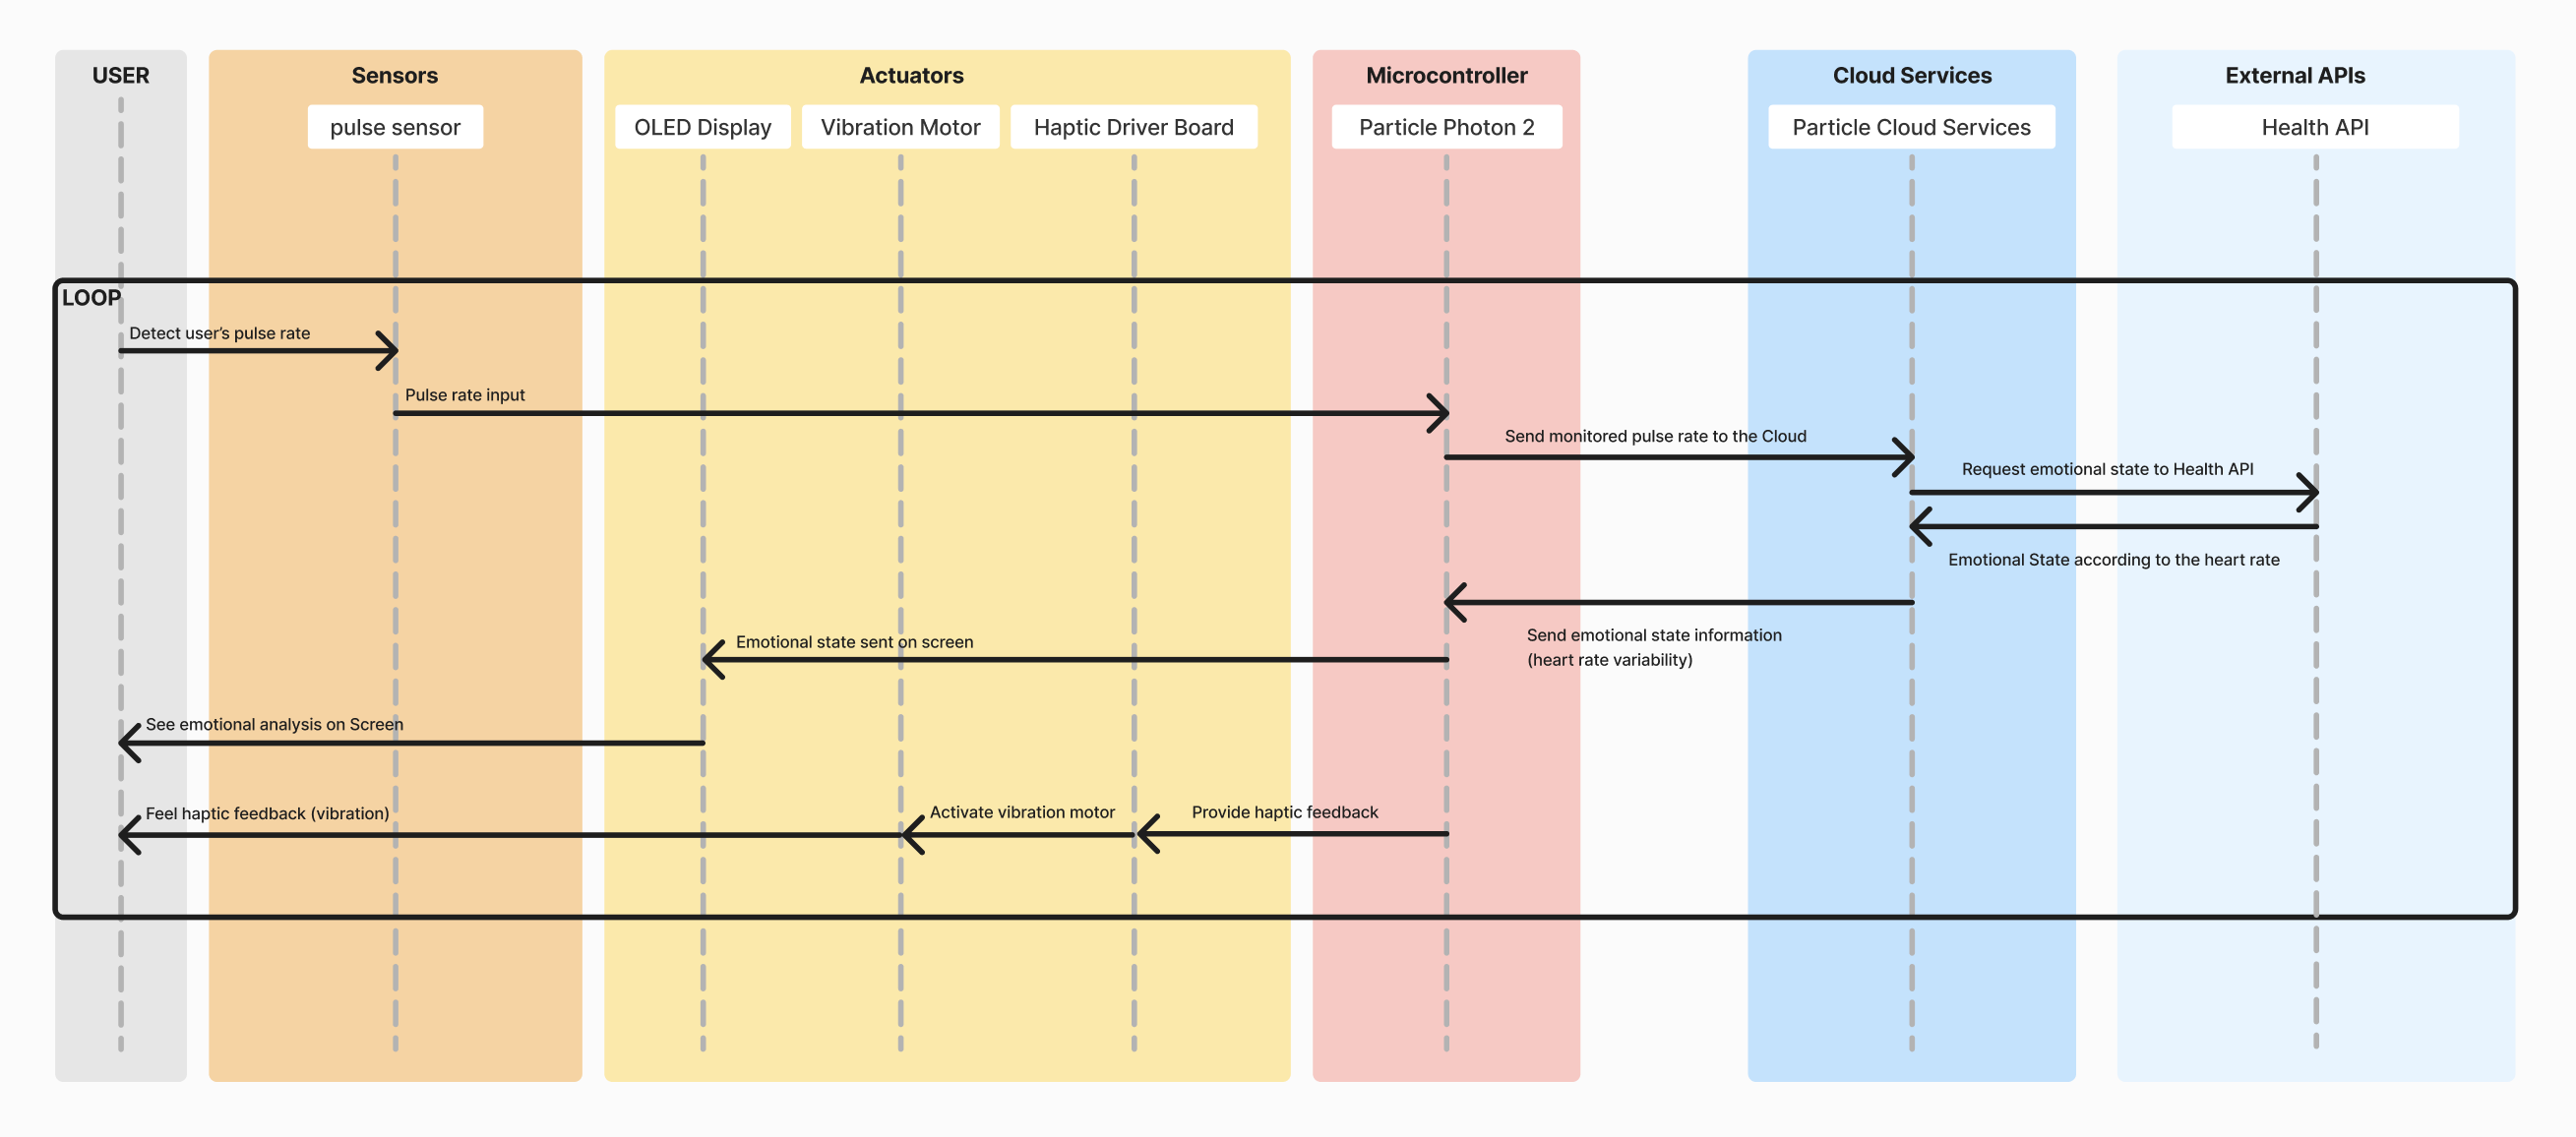 USER
Sensors
Actuators
Microcontroller
Cloud Services
External APIs
pulse sensor
OLED Display
Vibration Motor
Haptic Driver Board
Particle Photon 2
Particle Cloud Services
Health API
LOOP
Detect user’s pulse rate
Pulse rate input
Send monitored pulse rate to the Cloud
Request emotional state to Health API
Emotional State according to the heart rate
Send emotional state information
(heart rate variability)
Emotional state sent on screen
See emotional analysis on Screen
Feel haptic feedback (vibration)
Activate vibration motor
Provide haptic feedback